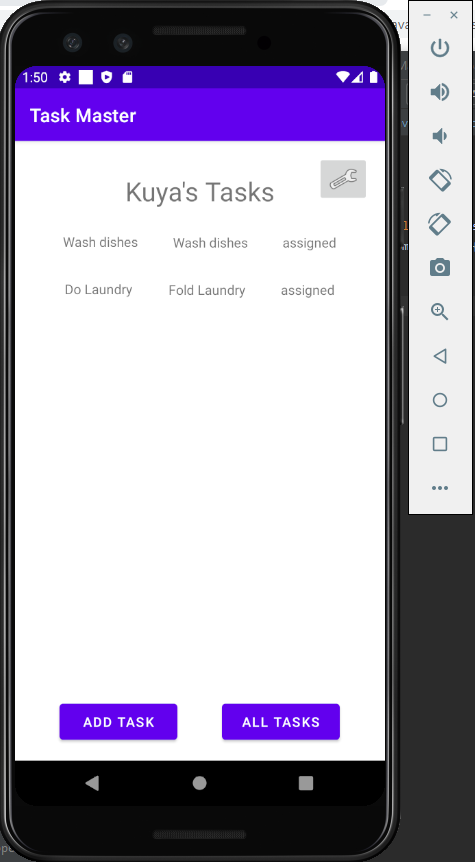 1:50
Task Master
Kuya's Tasks
Wash dishes Wash dishes assigned
Do Laundry Fold Laundry assigned
ADD TASK ALL TASKS